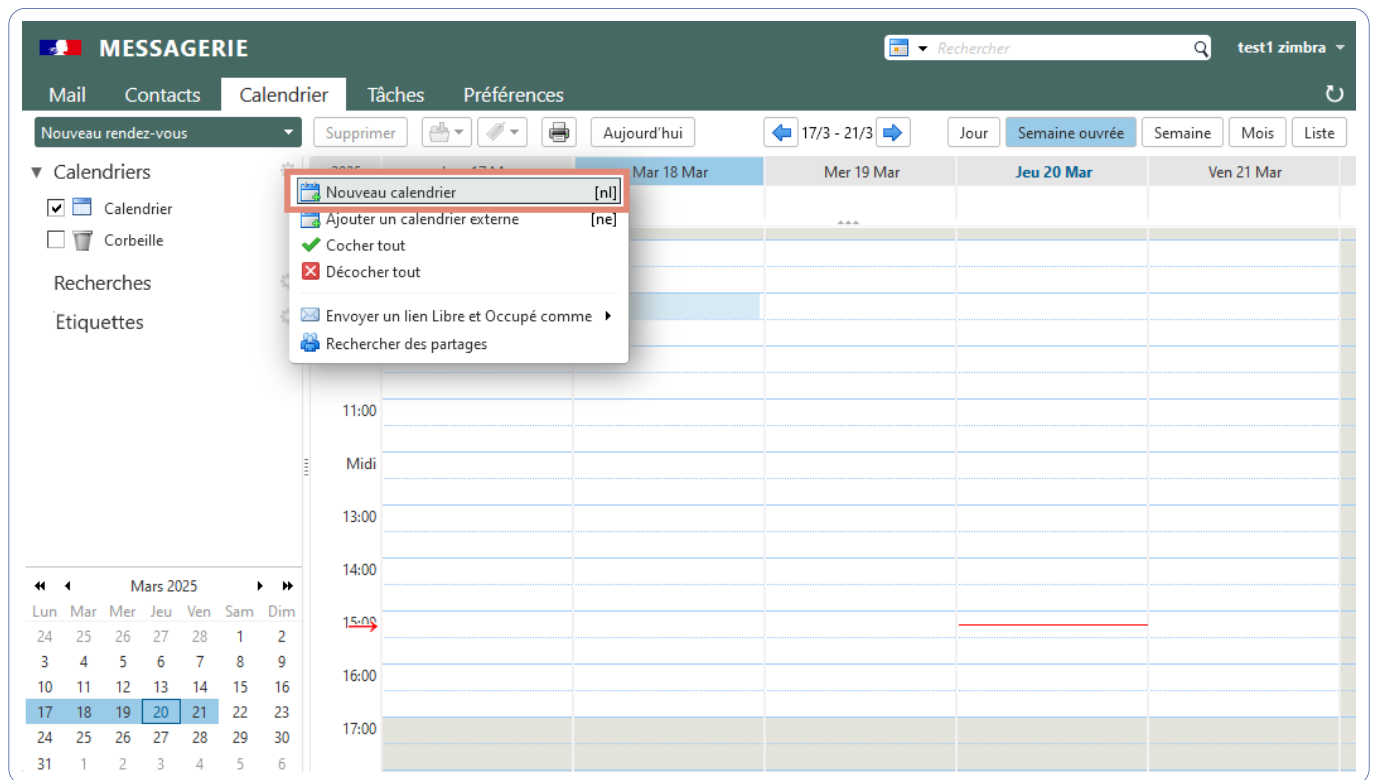 MESSAGERIE
Rechercher
test1 zimbra
Mail Contacts Calendrier Tâches Préférences
Nouveau rendez-vous Supprimer Aujourd'hui 17/3 - 21/3 Jour Semaine ouvrée Semaine Mois Liste
Calendriers
Calendrier
Corbeille
Recherches
Etiquettes
Mar 18 Mar Mer 19 Mar Jeu 20 Mar Ven 21 Mar
Nouveau calendrier [nl]
Ajouter un calendrier externe [ne]
Cocher tout
Décocher tout
Envoyer un lien Libre et Occupé comme
Rechercher des partages
11:00
Midi
13:00
14:00
15:00
16:00
17:00
Mars 2025
Lun Mar Mer Jeu Ven Sam Dim
24 25 26 27 28 1 2
3 4 5 6 7 8 9
10 11 12 13 14 15 16
17 18 19 20 21 22 23
24 25 26 27 28 29 30
31 1 2 3 4 5 6